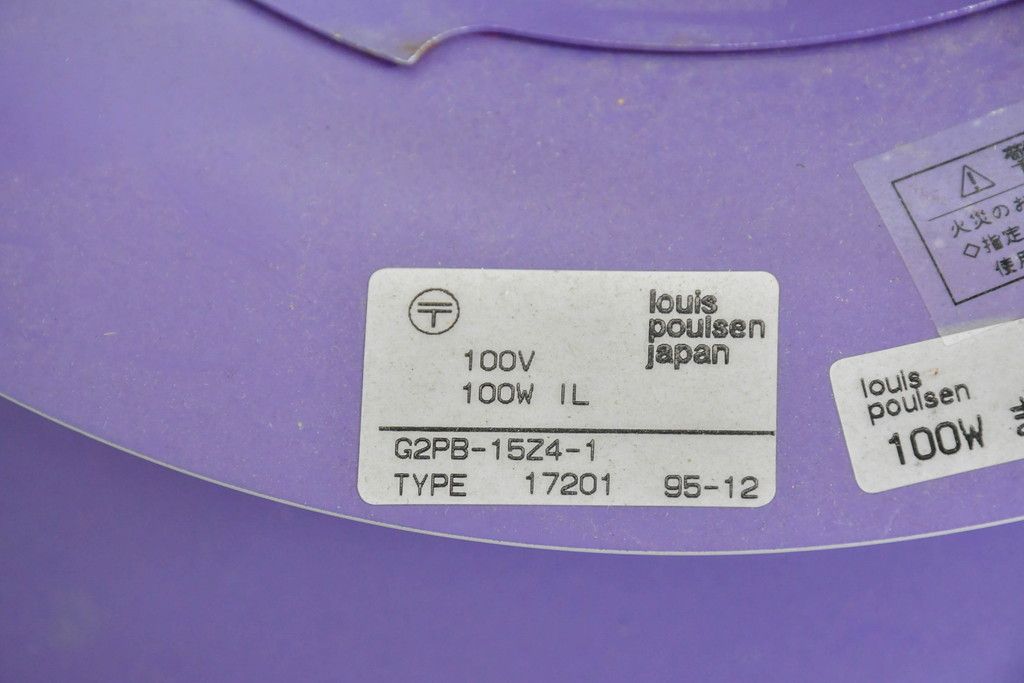 〒
louis
poulsen
japan
100V
100W IL
G2PB-15Z4-1
TYPE 17201 95-12
火災のお
◇指定
使用
louis
poulsen
100W